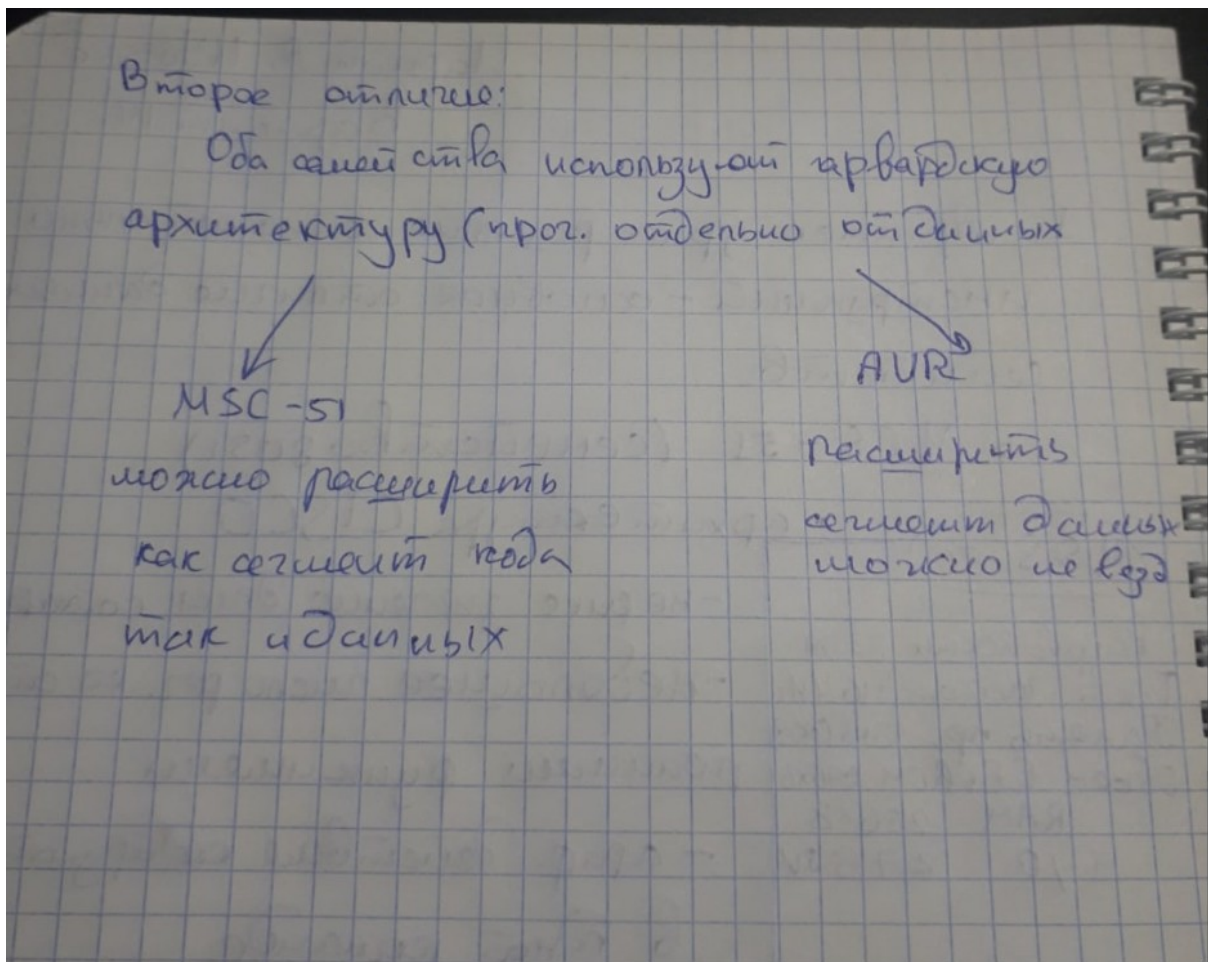 Второе отличие:
Оба семейства используют гарвардскую
архитектуру (прог. отдельно от данных
MSC-51
AVR
можно расширить
как сегмент кода
так и данных
расширить
сегмент данных
можно не везд